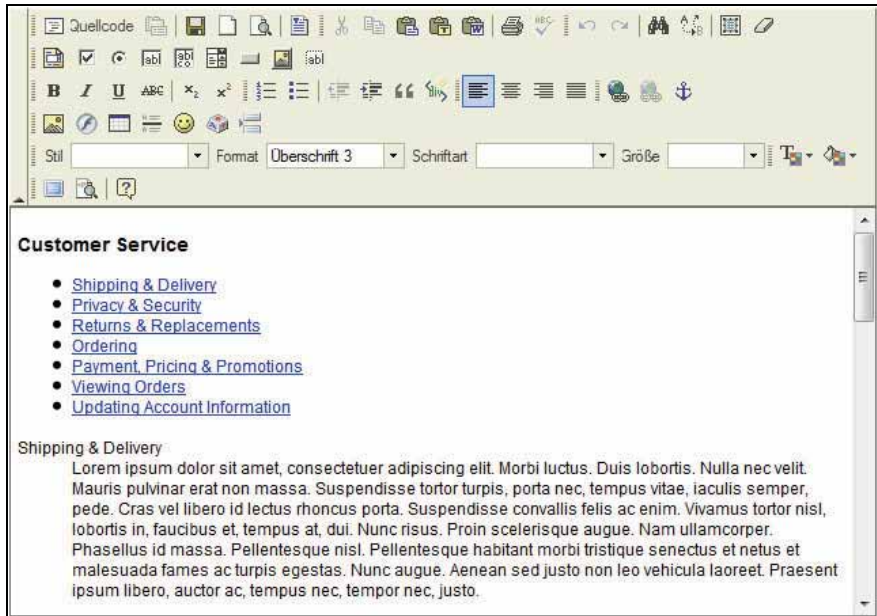 Quellcode ABC
abl abl
B I U ABC x₂ x²
Stil Format Überschrift 3 Schriftart Größe
Customer Service
Shipping & Delivery
Privacy & Security
Returns & Replacements
Ordering
Payment, Pricing & Promotions
Viewing Orders
Updating Account Information
Shipping & Delivery
Lorem ipsum dolor sit amet, consectetuer adipiscing elit. Morbi luctus. Duis lobortis. Nulla nec velit.
Mauris pulvinar erat non massa. Suspendisse tortor turpis, porta nec, tempus vitae, iaculis semper,
pede. Cras vel libero id lectus rhoncus porta. Suspendisse convallis felis ac enim. Vivamus tortor nisl,
lobortis in, faucibus et, tempus at, dui. Nunc risus. Proin scelerisque augue. Nam ullamcorper.
Phasellus id massa. Pellentesque nisl. Pellentesque habitant morbi tristique senectus et netus et
malesuada fames ac turpis egestas. Nunc augue. Aenean sed justo non leo vehicula laoreet. Praesent
ipsum libero, auctor ac, tempus nec, tempor nec, justo.